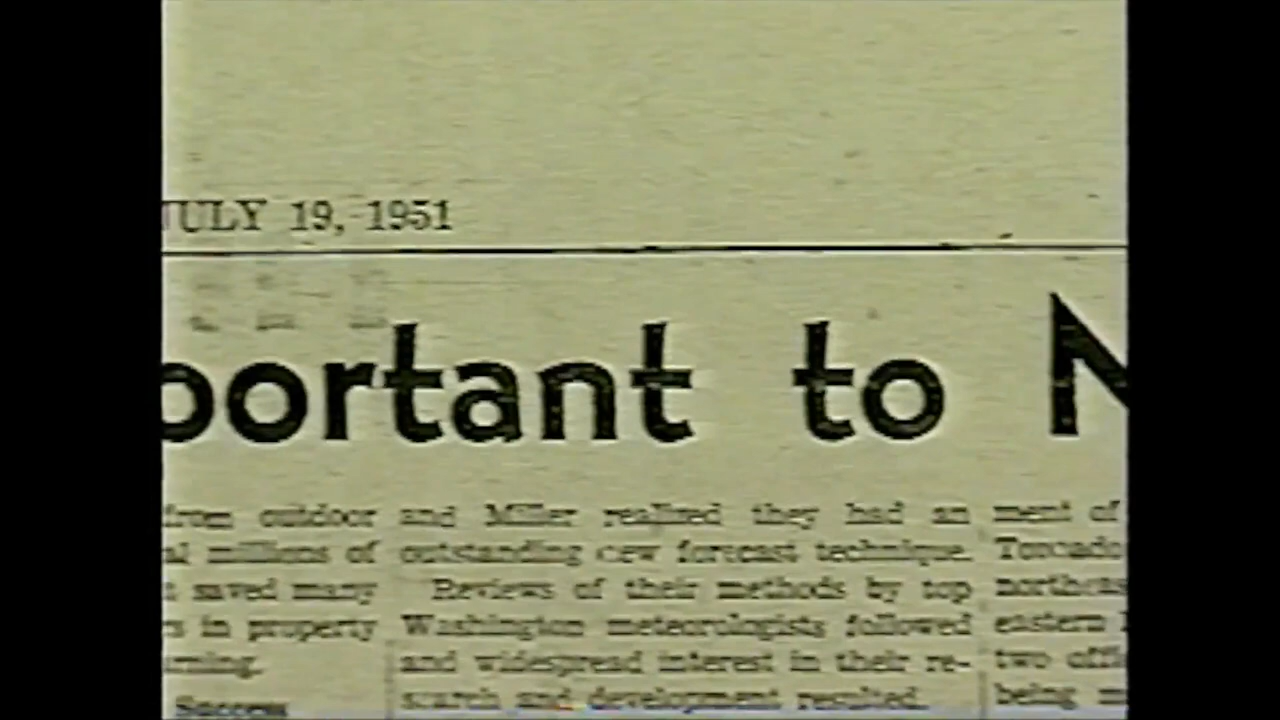 JULY 19, 1951
portant to N
from outdoor
al millions of
saved many
s in property
rning.
Success
and Miller realized they had an
outstanding new forecast technique.
Reviews of their methods by top
Washington meteorologists followed
and widespread interest in their re-
search and development resulted.
ment of
Tornado
northeas
eastern
two offi
being m